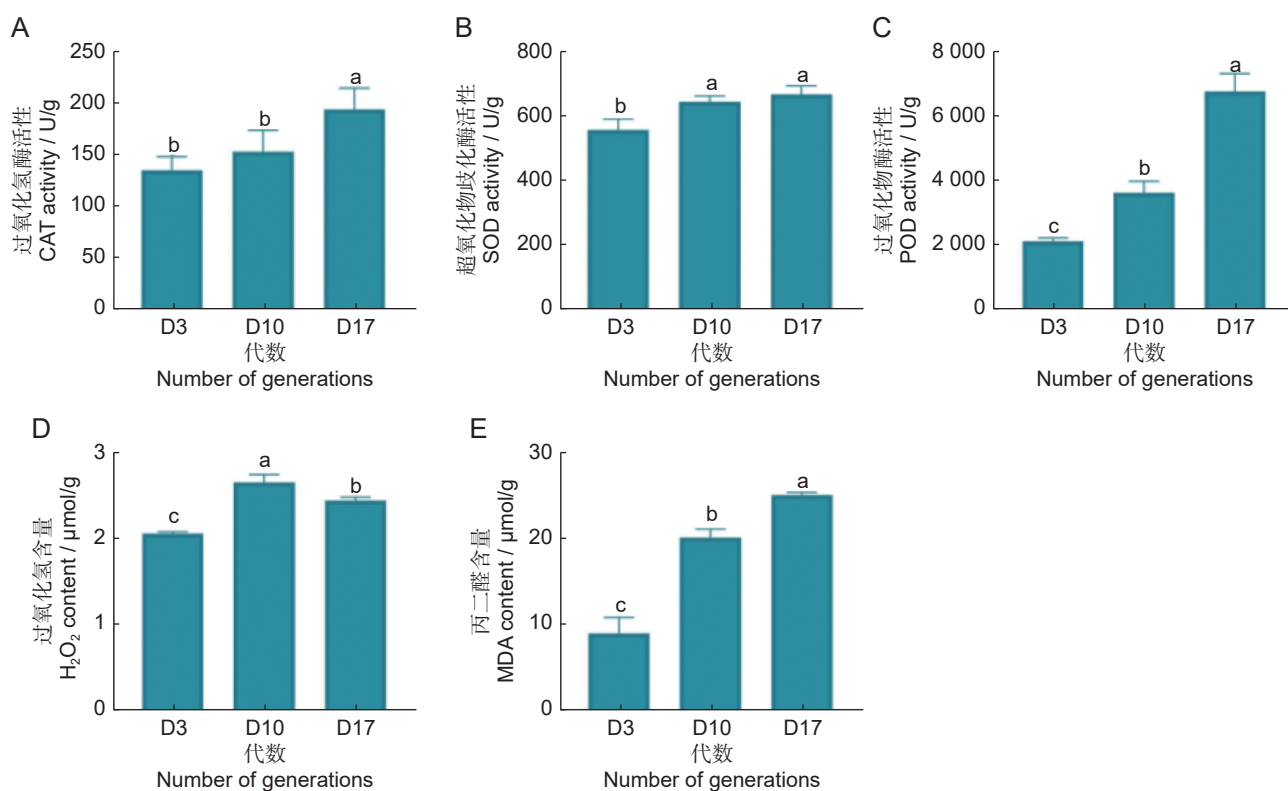 A
过氧化氢酶活性
CAT activity / U/g
250
200
150
100
50
0
b
b
a
D3
D10
D17
代数
Number of generations
B
超氧化物歧化酶活性
SOD activity / U/g
800
600
400
200
0
b
a
a
D3
D10
D17
代数
Number of generations
C
过氧化物酶活性
POD activity / U/g
8 000
6 000
4 000
2 000
0
c
b
a
D3
D10
D17
代数
Number of generations
D
过氧化氢含量
H₂O₂ content / μmol/g
3
2
1
0
c
a
b
D3
D10
D17
代数
Number of generations
E
丙二醛含量
MDA content / μmol/g
30
20
10
0
c
b
a
D3
D10
D17
代数
Number of generations